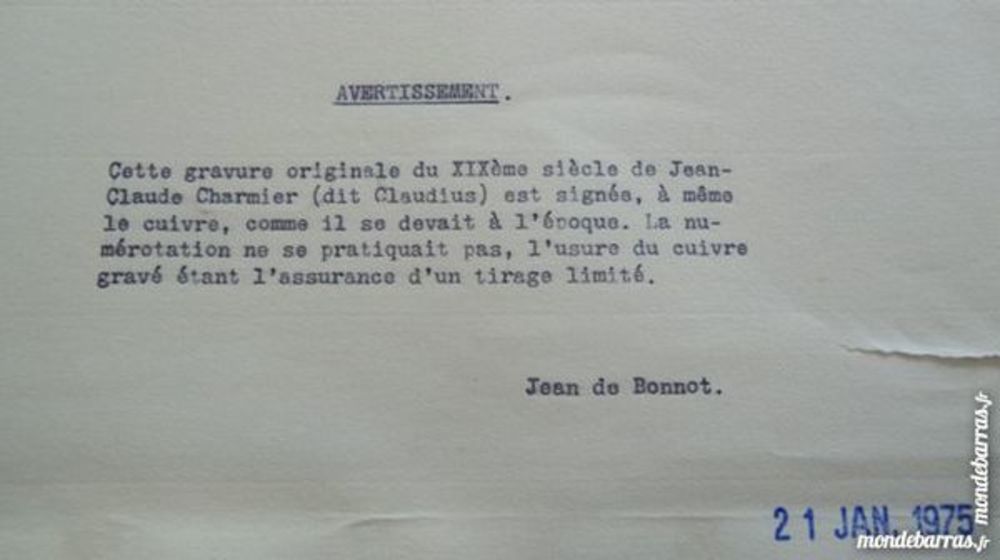 AVERTISSEMENT.
Cette gravure originale du XIXème siècle de Jean-
Claude Charmier (dit Claudius) est signée, à même
le cuivre, comme il se devait à l'époque. La nu-
mérotation ne se pratiquait pas, l'usure du cuivre
gravé étant l'assurance d'un tirage limité.
Jean de Bonnot.
21 JAN. 1975
mondebarras.fr
mondebarras.fr